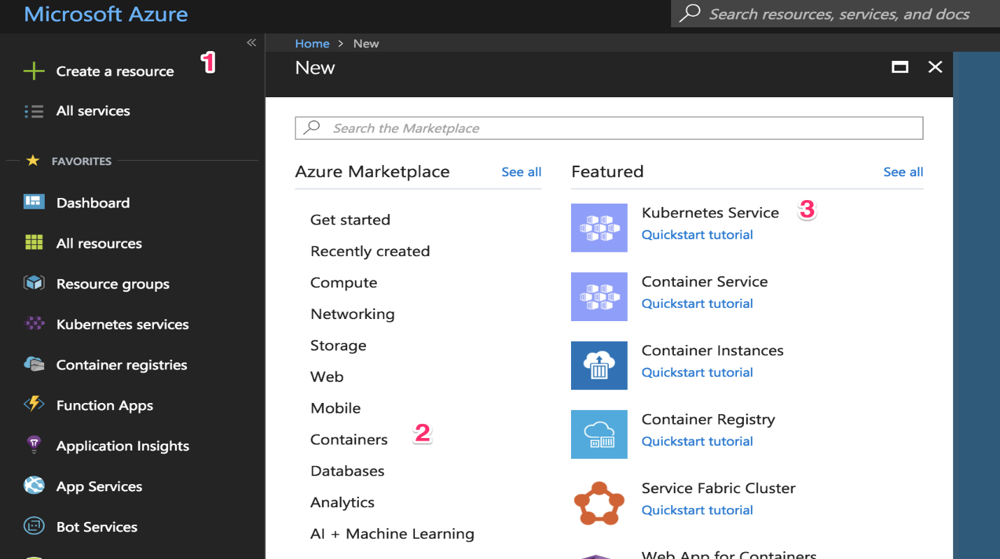 Microsoft Azure
Search resources, services, and docs
Create a resource
1
All services
FAVORITES
Dashboard
All resources
Resource groups
Kubernetes services
Container registries
Function Apps
Application Insights
App Services
Bot Services
Home > New
New
Search the Marketplace
Azure Marketplace See all
Get started
Recently created
Compute
Networking
Storage
Web
Mobile
Containers 2
Databases
Analytics
AI + Machine Learning
Featured See all
Kubernetes Service 3
Quickstart tutorial
Container Service
Quickstart tutorial
Container Instances
Quickstart tutorial
Container Registry
Quickstart tutorial
Service Fabric Cluster
Quickstart tutorial
Web App for Containers